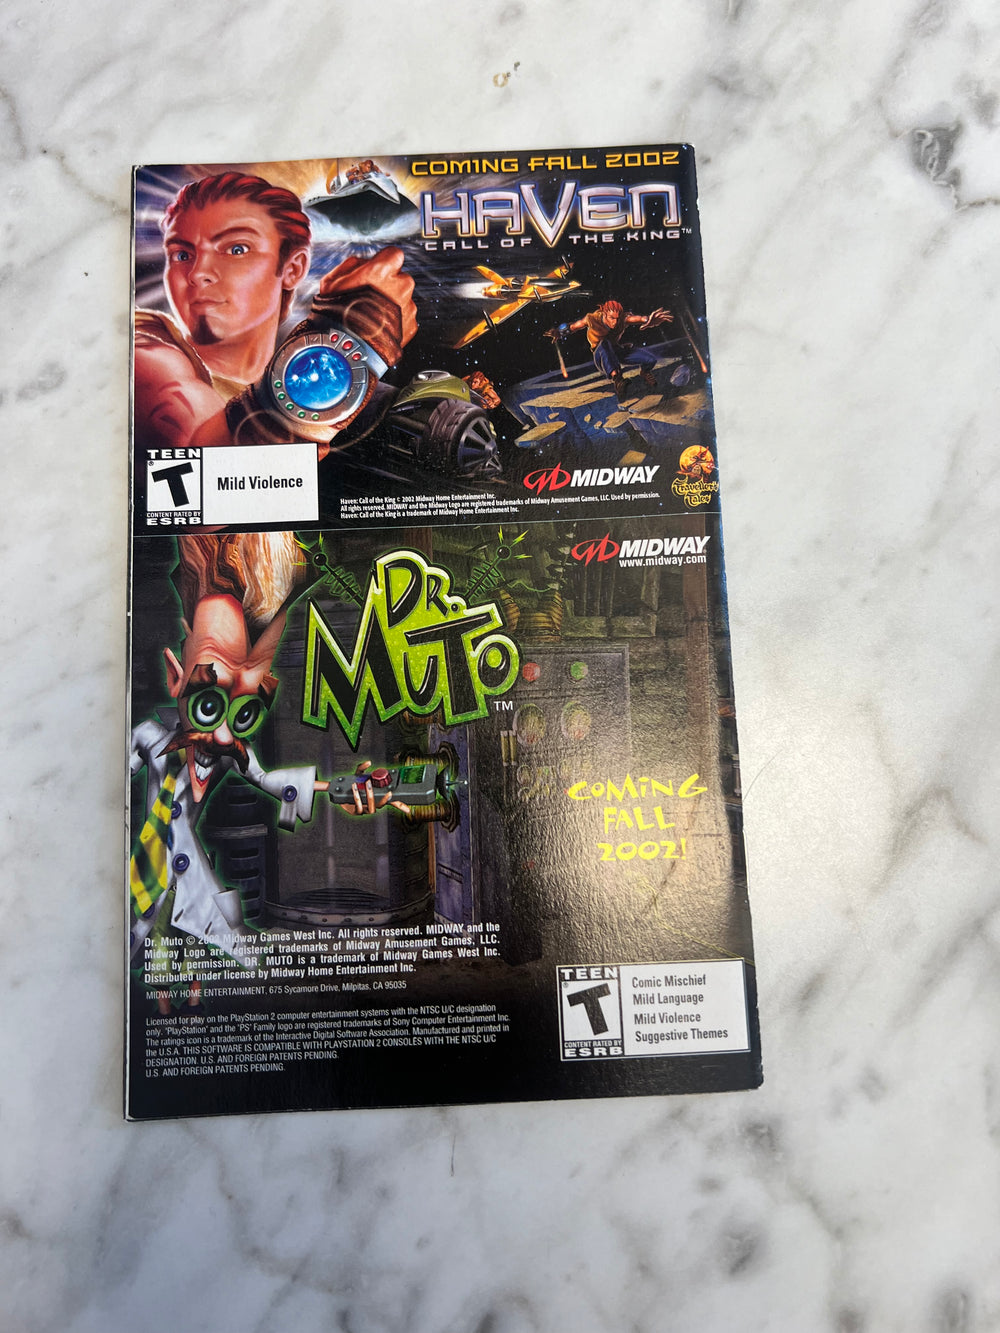 COMING FALL 2002
HAVEN
CALL OF THE KING™
TEEN
T
CONTENT RATED BY
ESRB
Mild Violence
MIDWAY
Traveller's
Tales
Haven: Call of the King © 2002 Midway Home Entertainment Inc.
All rights reserved. MIDWAY and the Midway Logo are registered trademarks of Midway Amusement Games, LLC. Used by permission.
Haven: Call of the King is a trademark of Midway Home Entertainment Inc.
MIDWAY
www.midway.com
DR.
MUTO
TM
COMING
FALL
2002!
Dr. Muto © 2002 Midway Games West Inc. All rights reserved. MIDWAY and the
Midway Logo are registered trademarks of Midway Amusement Games, LLC.
Used by permission. DR. MUTO is a trademark of Midway Games West Inc.
Distributed under license by Midway Home Entertainment Inc.
MIDWAY HOME ENTERTAINMENT, 675 Sycamore Drive, Milpitas, CA 95035
Licensed for play on the PlayStation 2 computer entertainment systems with the NTSC U/C designation
only. "PlayStation" and the "PS" Family logo are registered trademarks of Sony Computer Entertainment Inc.
The ratings icon is a trademark of the Interactive Digital Software Association. Manufactured and printed in
the U.S.A. THIS SOFTWARE IS COMPATIBLE WITH PLAYSTATION 2 CONSOLES WITH THE NTSC U/C
DESIGNATION. U.S. AND FOREIGN PATENTS PENDING.
U.S. AND FOREIGN PATENTS PENDING.
TEEN
T
CONTENT RATED BY
ESRB
Comic Mischief
Mild Language
Mild Violence
Suggestive Themes